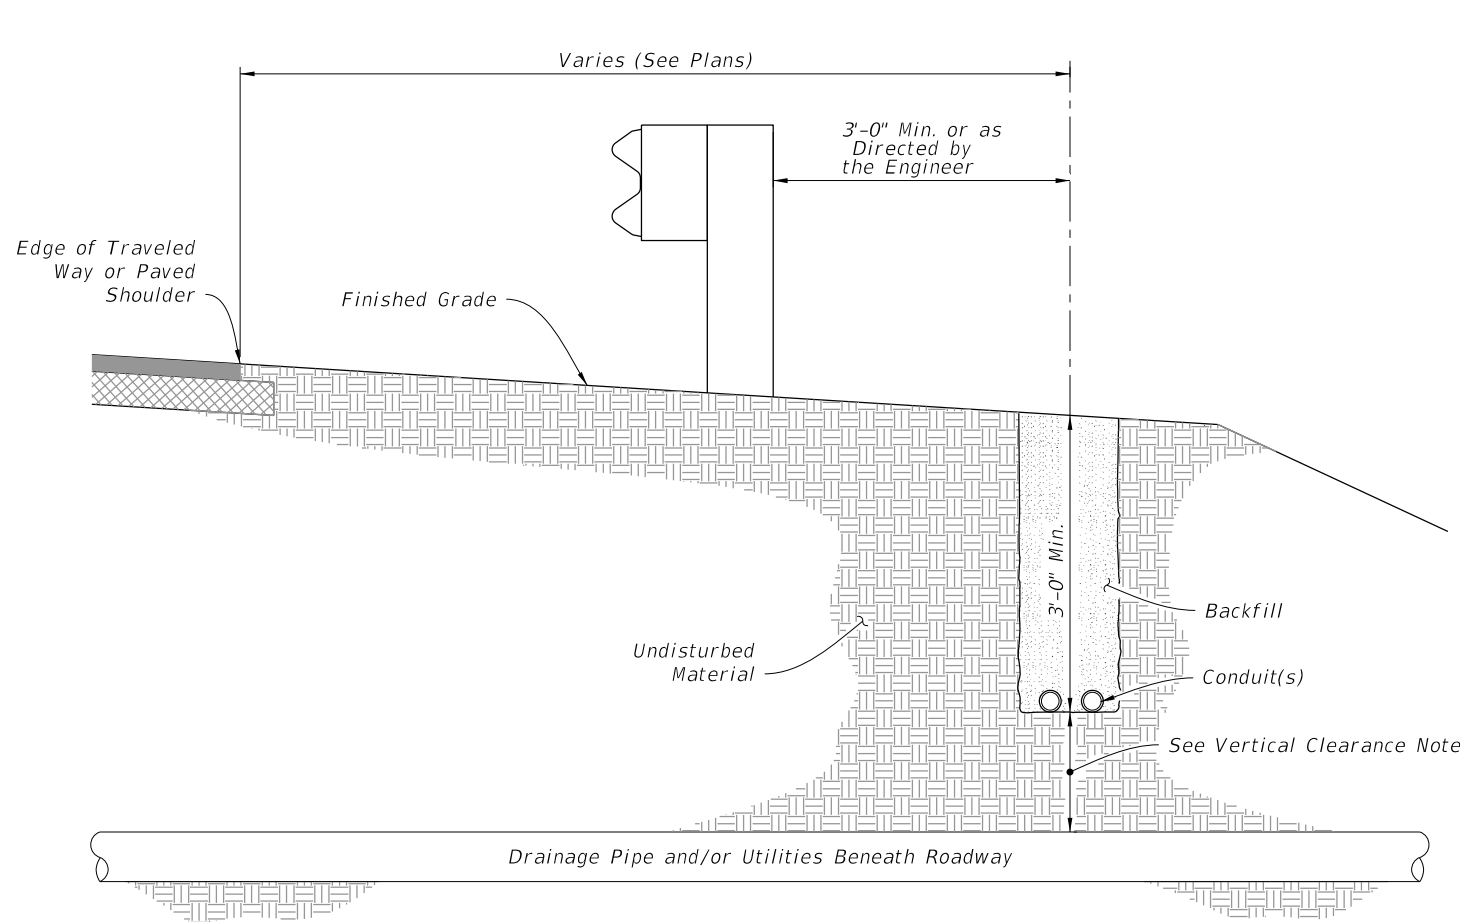 Varies (See Plans)
3'-0" Min. or as
Directed by
the Engineer
Edge of Traveled
Way or Paved
Shoulder
Finished Grade
3'-0" Min.
Backfill
Undisturbed
Material
Conduit(s)
See Vertical Clearance Note
Drainage Pipe and/or Utilities Beneath Roadway